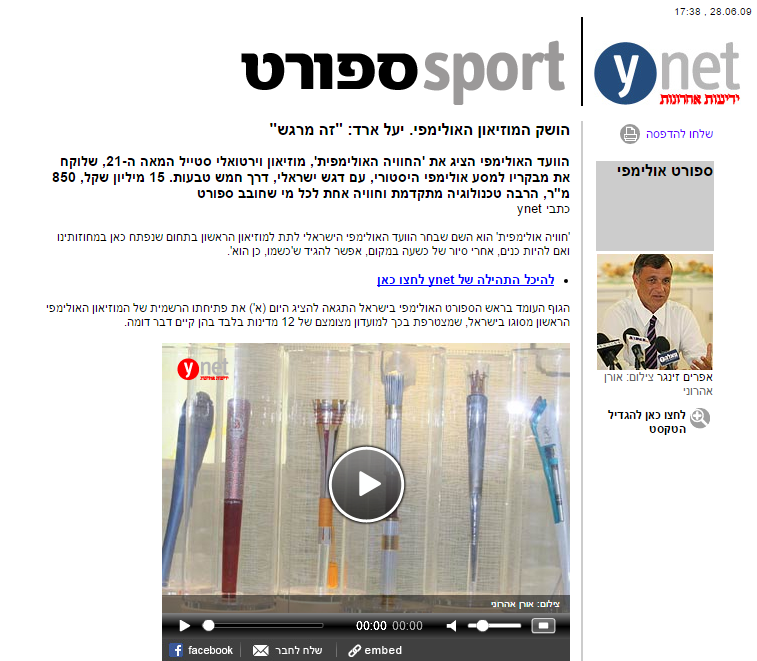 17:38 , 28.06.09
ynet
ידיעות אחרונות
sport ספורט
שלחו להדפסה
ספורט אולימפי
אפרים זינגר צילום: אורן
אהרוני
לחצו כאן להגדיל
הטקסט
הושק המוזיאון האולימפי. יעל ארד: "זה מרגש"
הוועד האולימפי הציג את 'החוויה האולימפית', מוזיאון וירטואלי סטייל המאה ה-21, שלוקח
את מבקריו למסע אולימפי היסטורי, עם דגש ישראלי, דרך חמש טבעות. 15 מיליון שקל, 850
מ"ר, הרבה טכנולוגיה מתקדמת וחוויה אחת לכל מי שחובב ספורט
כתבי ynet
'חוויה אולימפית' הוא השם שבחר הוועד האולימפי הישראלי לתת למוזיאון הראשון בתחום שנפתח כאן במחוזותינו
ואם להיות כנים, אחרי סיור של כשעה במקום, אפשר להגיד ש'כשמו, כן הוא'.
להיכל התהילה של ynet לחצו כאן
הגוף העומד בראש הספורט האולימפי בישראל התגאה להציג היום (א') את פתיחתו הרשמית של המוזיאון האולימפי
הראשון מסוגו בישראל, שמצטרפת בכך למועדון מצומצם של 12 מדינות בלבד בהן קיים דבר דומה.
ynet
ידיעות אחרונות
צילום: אורן אהרוני
00:00 00:00
facebook שלח לחבר embed